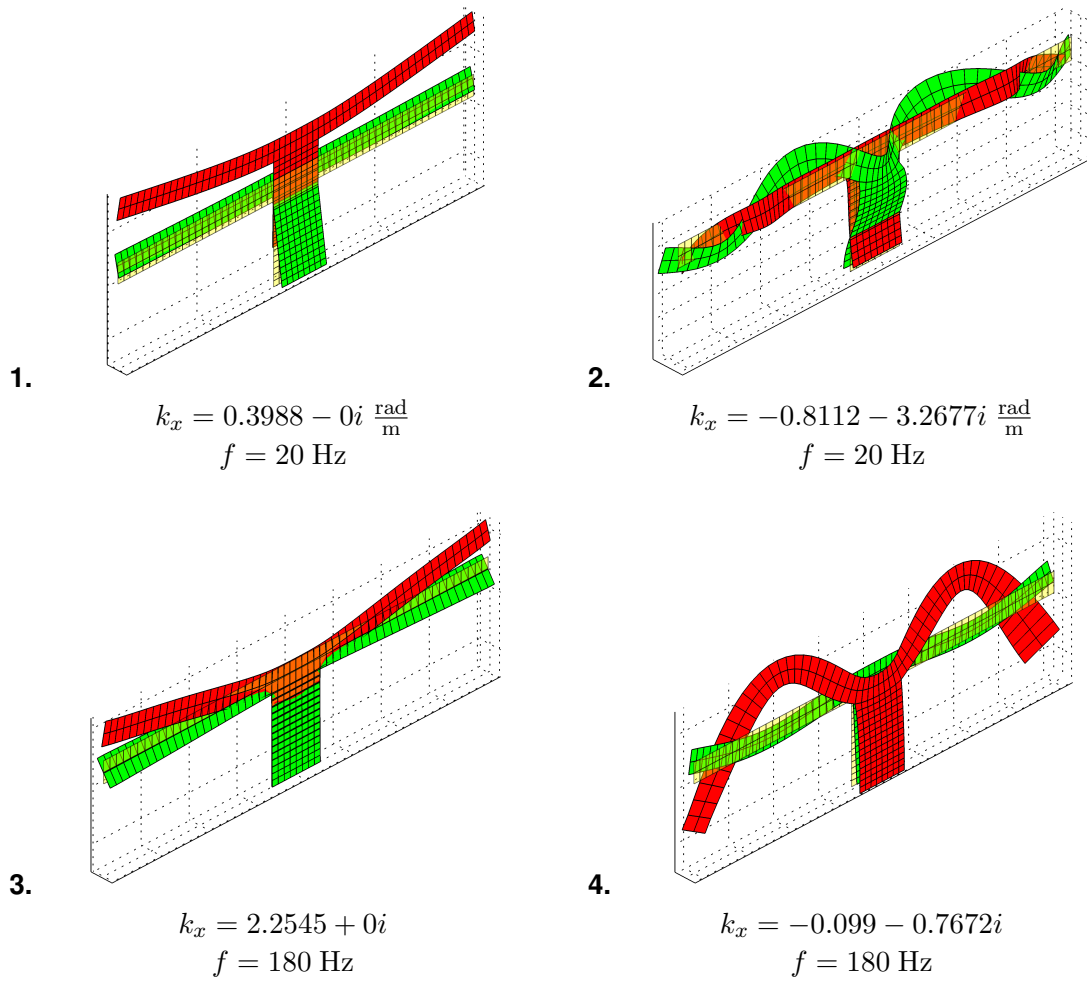 1.
k_x = 0.3988 − 0i rad/m
f = 20 Hz
2.
k_x = −0.8112 − 3.2677i rad/m
f = 20 Hz
3.
k_x = 2.2545 + 0i
f = 180 Hz
4.
k_x = −0.099 − 0.7672i
f = 180 Hz